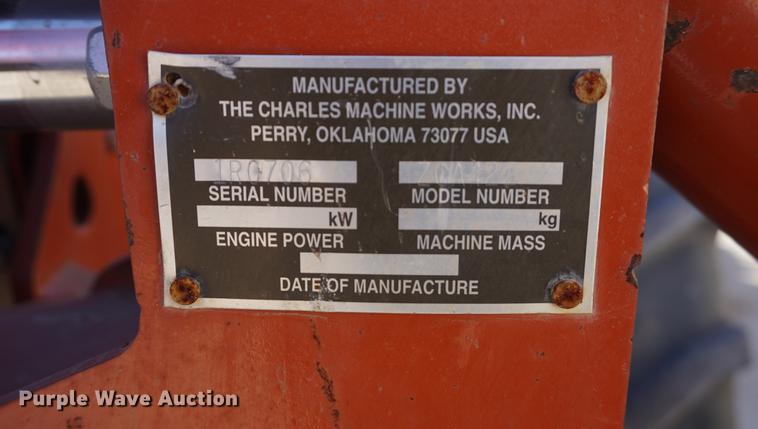 MANUFACTURED BY
THE CHARLES MACHINE WORKS, INC.
PERRY, OKLAHOMA 73077 USA
1R0706
SERIAL NUMBER
MODEL NUMBER
kW
kg
ENGINE POWER
MACHINE MASS
DATE OF MANUFACTURE
Purple Wave Auction